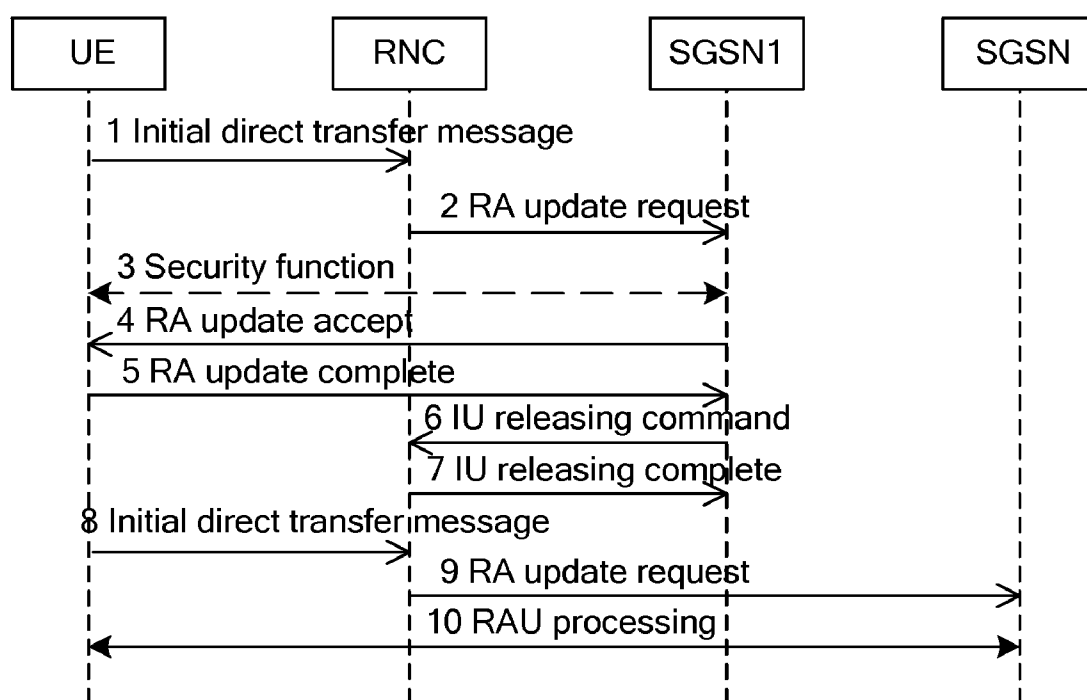 UE
RNC
SGSN1
SGSN
1 Initial direct transfer message
2 RA update request
3 Security function
4 RA update accept
5 RA update complete
6 IU releasing command
7 IU releasing complete
8 Initial direct transfer message
9 RA update request
10 RAU processing